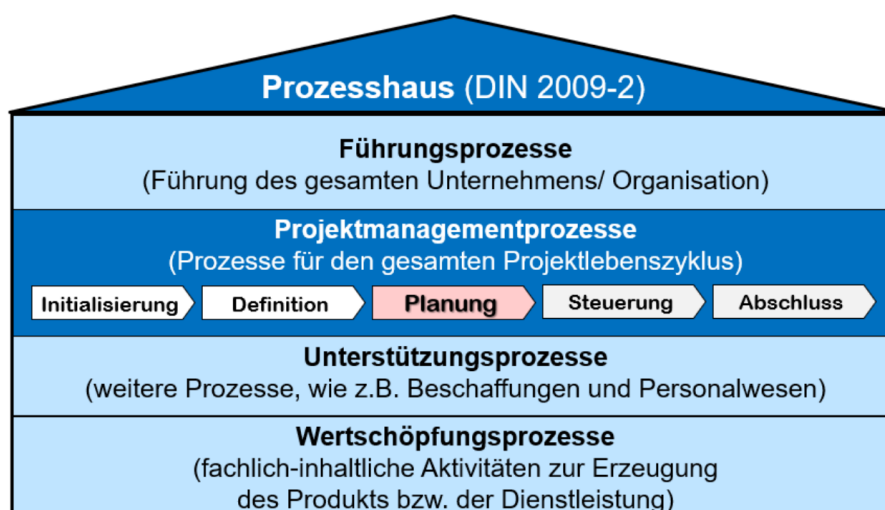 Prozesshaus (DIN 2009-2)
Führungsprozesse
(Führung des gesamten Unternehmens/ Organisation)
Projektmanagementprozesse
(Prozesse für den gesamten Projektlebenszyklus)
Initialisierung Definition Planung Steuerung Abschluss
Unterstützungsprozesse
(weitere Prozesse, wie z.B. Beschaffungen und Personalwesen)
Wertschöpfungsprozesse
(fachlich-inhaltliche Aktivitäten zur Erzeugung
des Produkts bzw. der Dienstleistung)